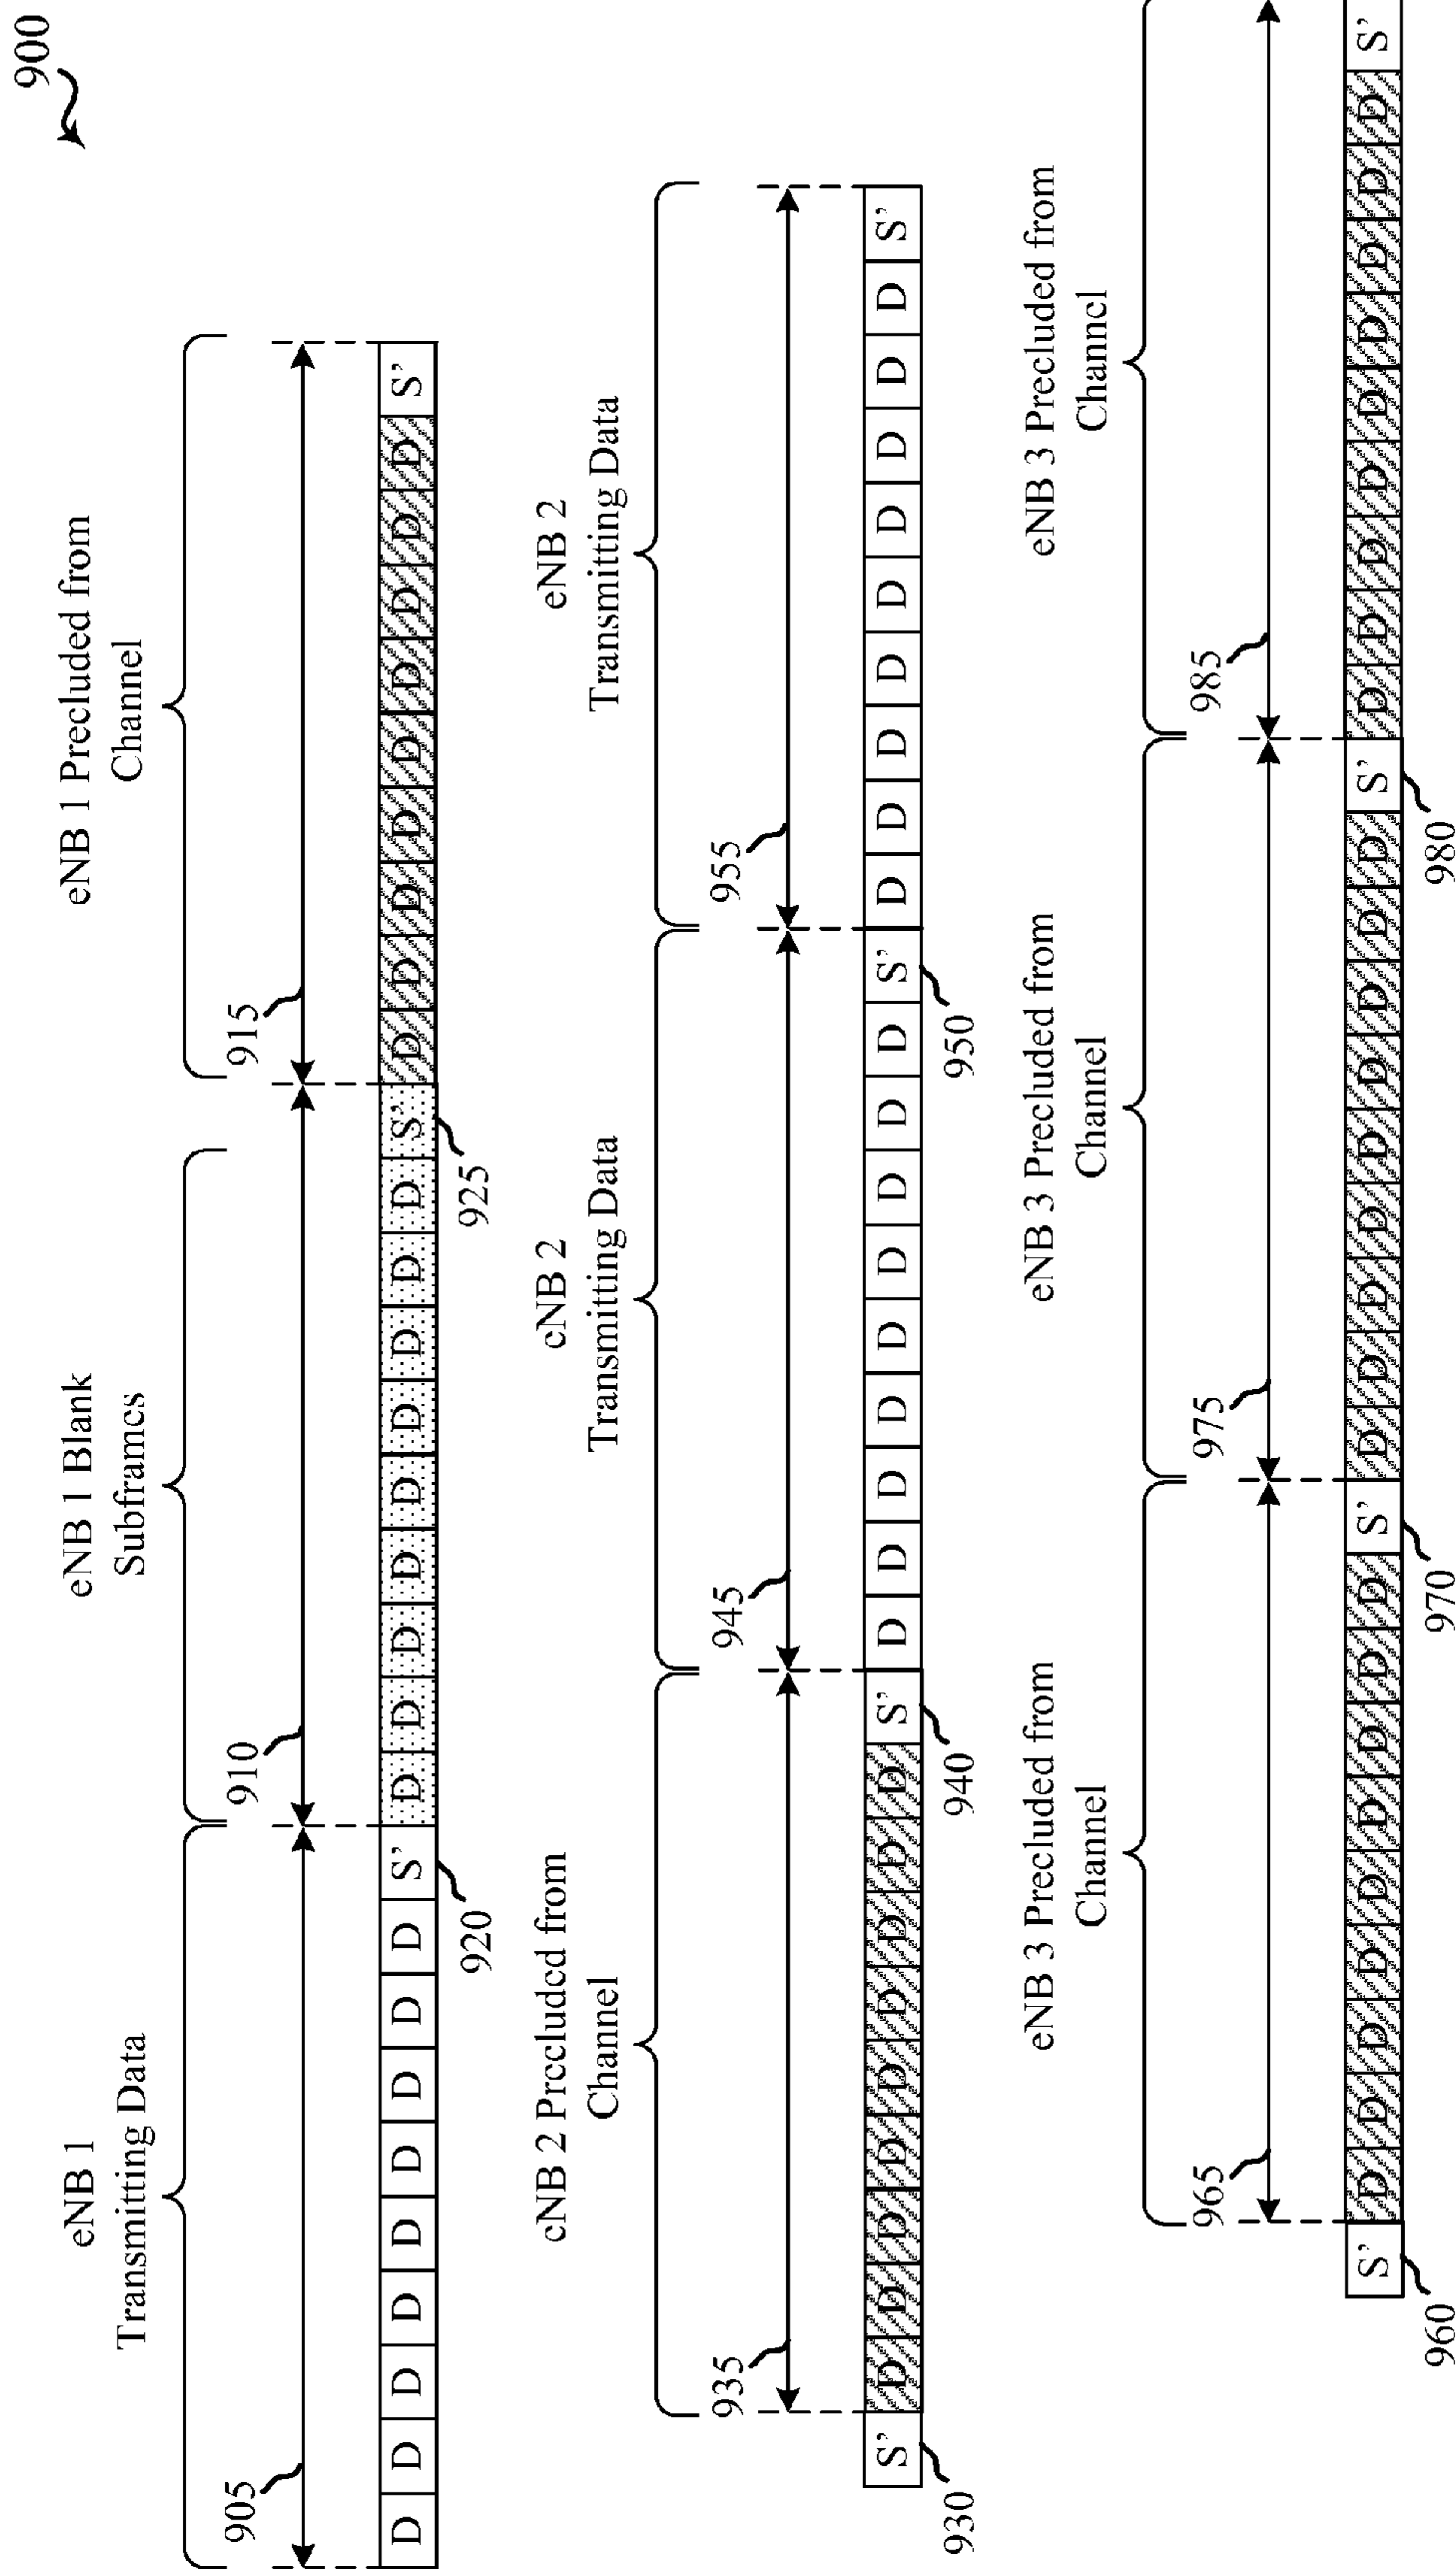 900
eNB 1
Transmitting Data
eNB 1 Blank
Subframes
eNB 1 Precluded from
Channel
905
910
915
D D D D D D D D D S' D D D D D D D D D S' D D D D D D D D D S'
920
925
eNB 2 Precluded from
Channel
eNB 2
Transmitting Data
eNB 2
Transmitting Data
935
945
955
S' D D D D D D D D D S' D D D D D D D D D S' D D D D D D D D D S'
930
940
950
eNB 3 Precluded from
Channel
eNB 3 Precluded from
Channel
eNB 3 Precluded from
Channel
965
975
985
S' D D D D D D D D D S' D D D D D D D D D S' D D D D D D D D D S'
960
970
980